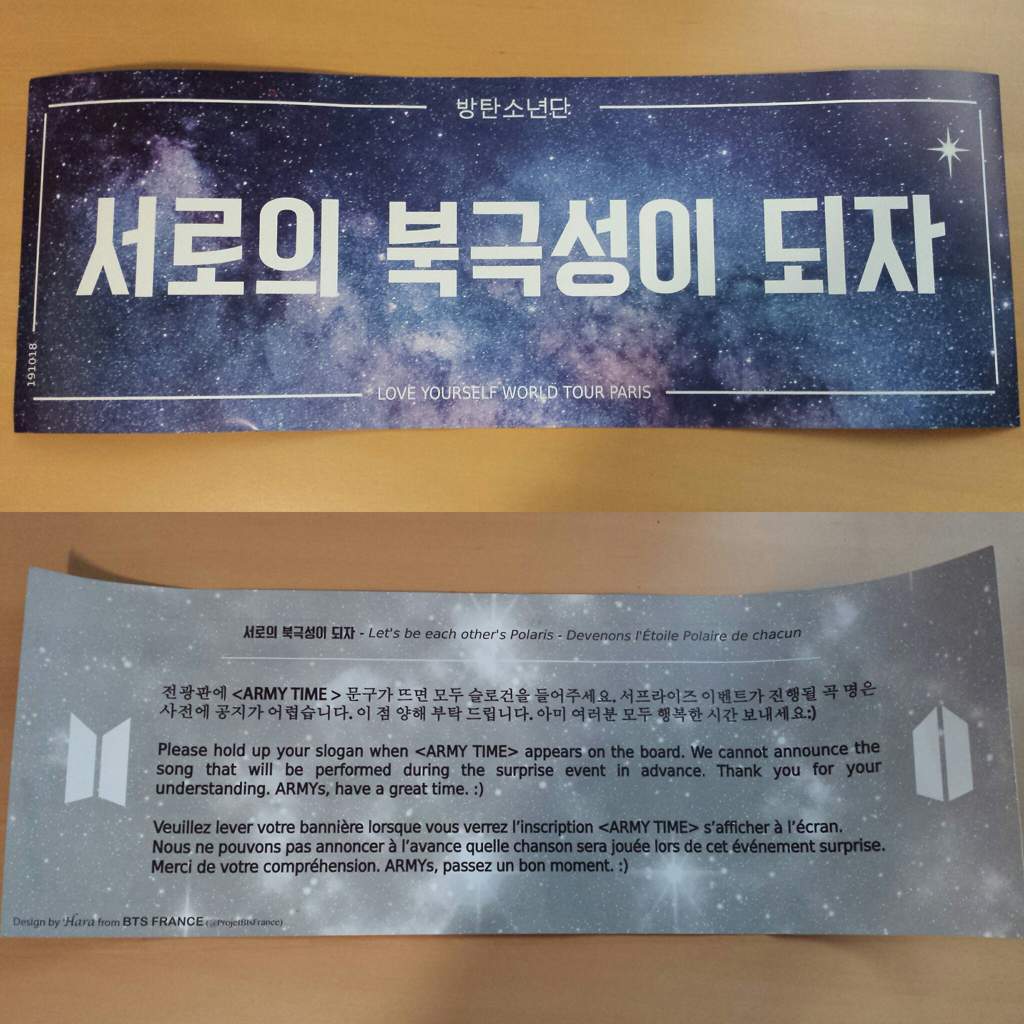 방탄소년단
서로의 북극성이 되자
191018
LOVE YOURSELF WORLD TOUR PARIS
서로의 북극성이 되자 - Let's be each other's Polaris - Devenons l'Étoile Polaire de chacun
전광판에 <ARMY TIME > 문구가 뜨면 모두 슬로건을 들어주세요. 서프라이즈 이벤트가 진행될 곡 명은
사전에 공지가 어렵습니다. 이 점 양해 부탁 드립니다. 아미 여러분 모두 행복한 시간 보내세요:)
Please hold up your slogan when <ARMY TIME> appears on the board. We cannot announce the
song that will be performed during the surprise event in advance. Thank you for your
understanding. ARMYs, have a great time. :)
Veuillez lever votre bannière lorsque vous verrez l'inscription <ARMY TIME> s'afficher à l'écran.
Nous ne pouvons pas annoncer à l'avance quelle chanson sera jouée lors de cet événement surprise.
Merci de votre compréhension. ARMYs, passez un bon moment. :)
Design by Hara from BTS FRANCE (@ProjetBtsFrance)